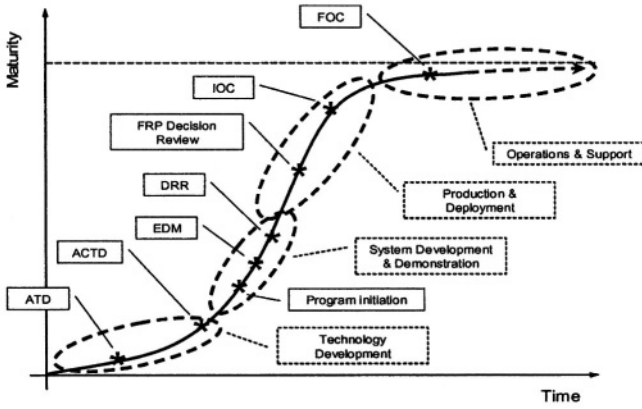 FOC
Maturity
IOC
FRP Decision
Review
Operations & Support
DRR
Production &
Deployment
EDM
System Development
& Demonstration
ACTD
Program initiation
ATD
Technology
Development
Time